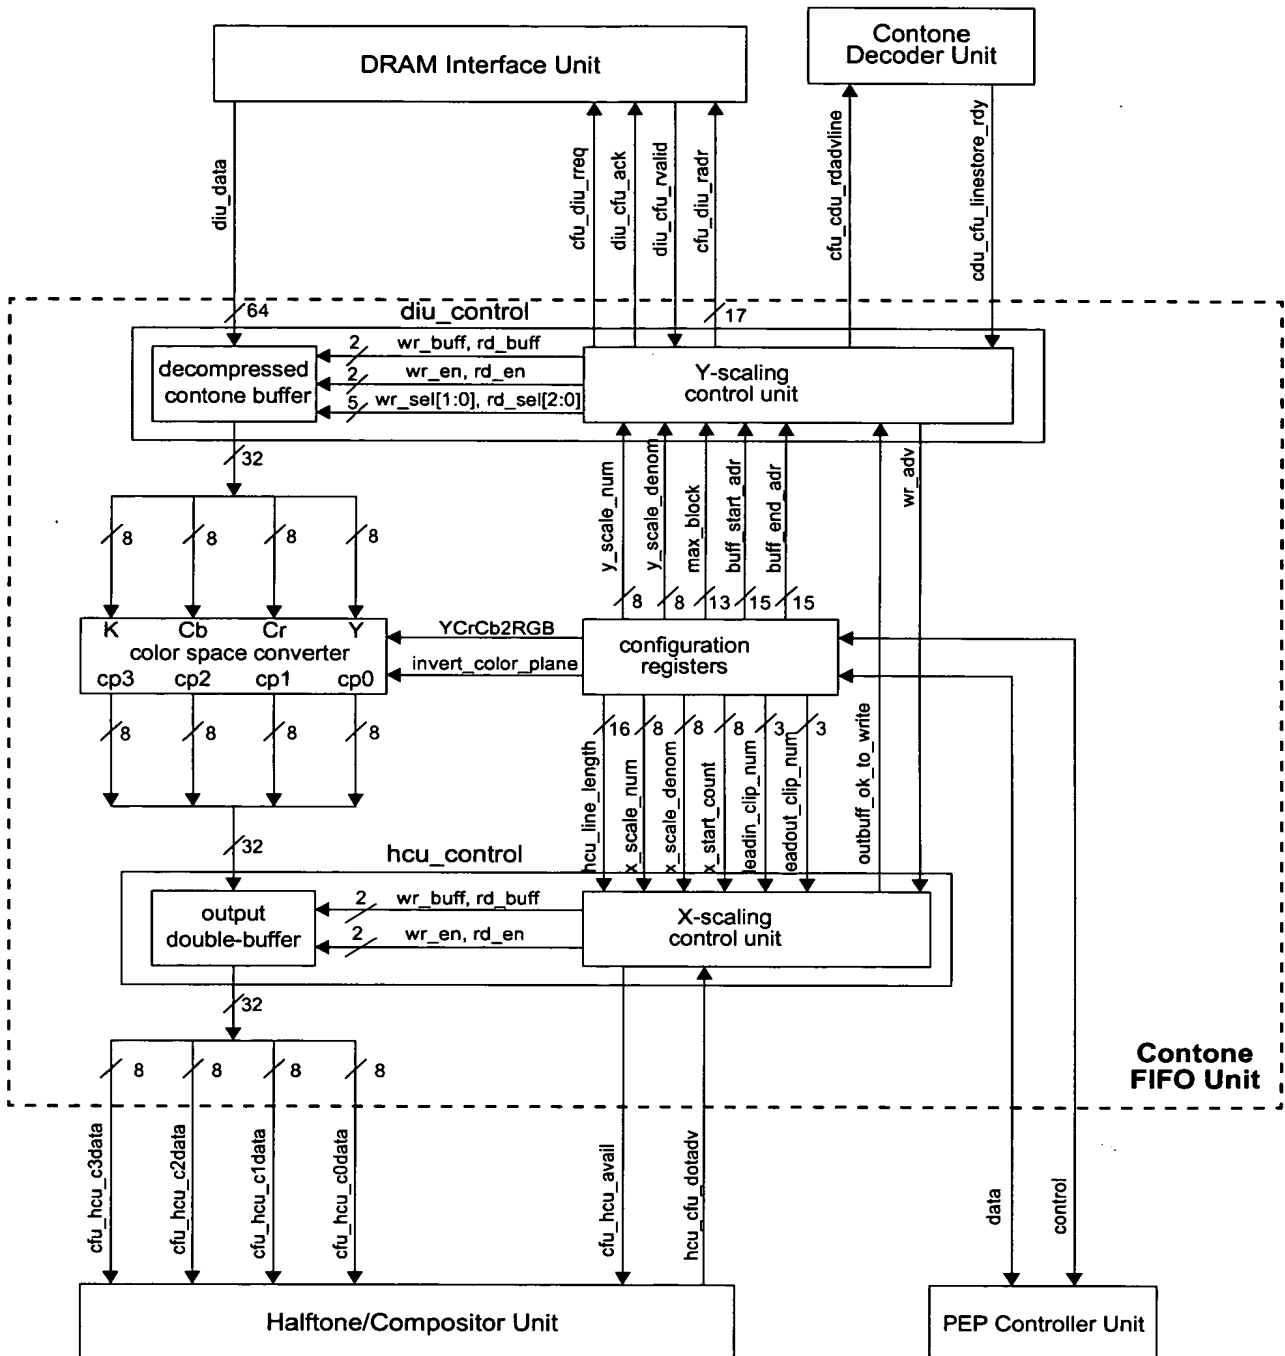 DRAM Interface Unit
Contone
Decoder Unit
diu_data
cfu_diu_rreq
diu_cfu_ack
diu_cfu_rvalid
cfu_diu_radr
cfu_cdu_rdadvline
cdu_cfu_linestore_rdy
64
diu_control
17
decompressed
contone buffer
2
wr_buff, rd_buff
2
wr_en, rd_en
5
wr_sel[1:0], rd_sel[2:0]
Y-scaling
control unit
32
8
8
8
8
y_scale_num
y_scale_denom
max_block
buff_start_adr
buff_end_adr
wr_adv
8
8
13
15
15
K
Cb
Cr
Y
color space converter
cp3
cp2
cp1
cp0
YCrCb2RGB
invert_color_plane
configuration
registers
8
8
8
8
16
8
8
8
3
3
hcu_line_length
x_scale_num
x_scale_denom
x_start_count
leadin_clip_num
leadout_clip_num
outbuff_ok_to_write
32
hcu_control
output
double-buffer
2
wr_buff, rd_buff
2
wr_en, rd_en
X-scaling
control unit
32
8
8
8
8
Contone
FIFO Unit
cfu_hcu_c3data
cfu_hcu_c2data
cfu_hcu_c1data
cfu_hcu_c0data
cfu_hcu_avail
hcu_cfu_dotadv
data
control
Halftone/Compositor Unit
PEP Controller Unit